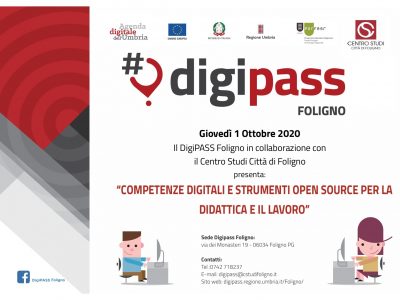 Agenda
digitale
dell'Umbria
UNIONE EUROPEA
Regione Umbria
CENTRO STUDI
CITTÀ DI FOLIGNO
#digipass
FOLIGNO
Giovedì 1 Ottobre 2020
Il DigiPASS Foligno in collaborazione con
il Centro Studi Città di Foligno
presenta:
“COMPETENZE DIGITALI E STRUMENTI OPEN SOURCE PER LA
DIDATTICA E IL LAVORO”
Sede Digipass Foligno:
via dei Monasteri 19 - 06034 Foligno PG
Contatti:
Tel:0742 718237
E-mail: digipass@cstudifoligno.it
Sito web: digipass.regione.umbria.it/Foligno/
DigiPASS Foligno